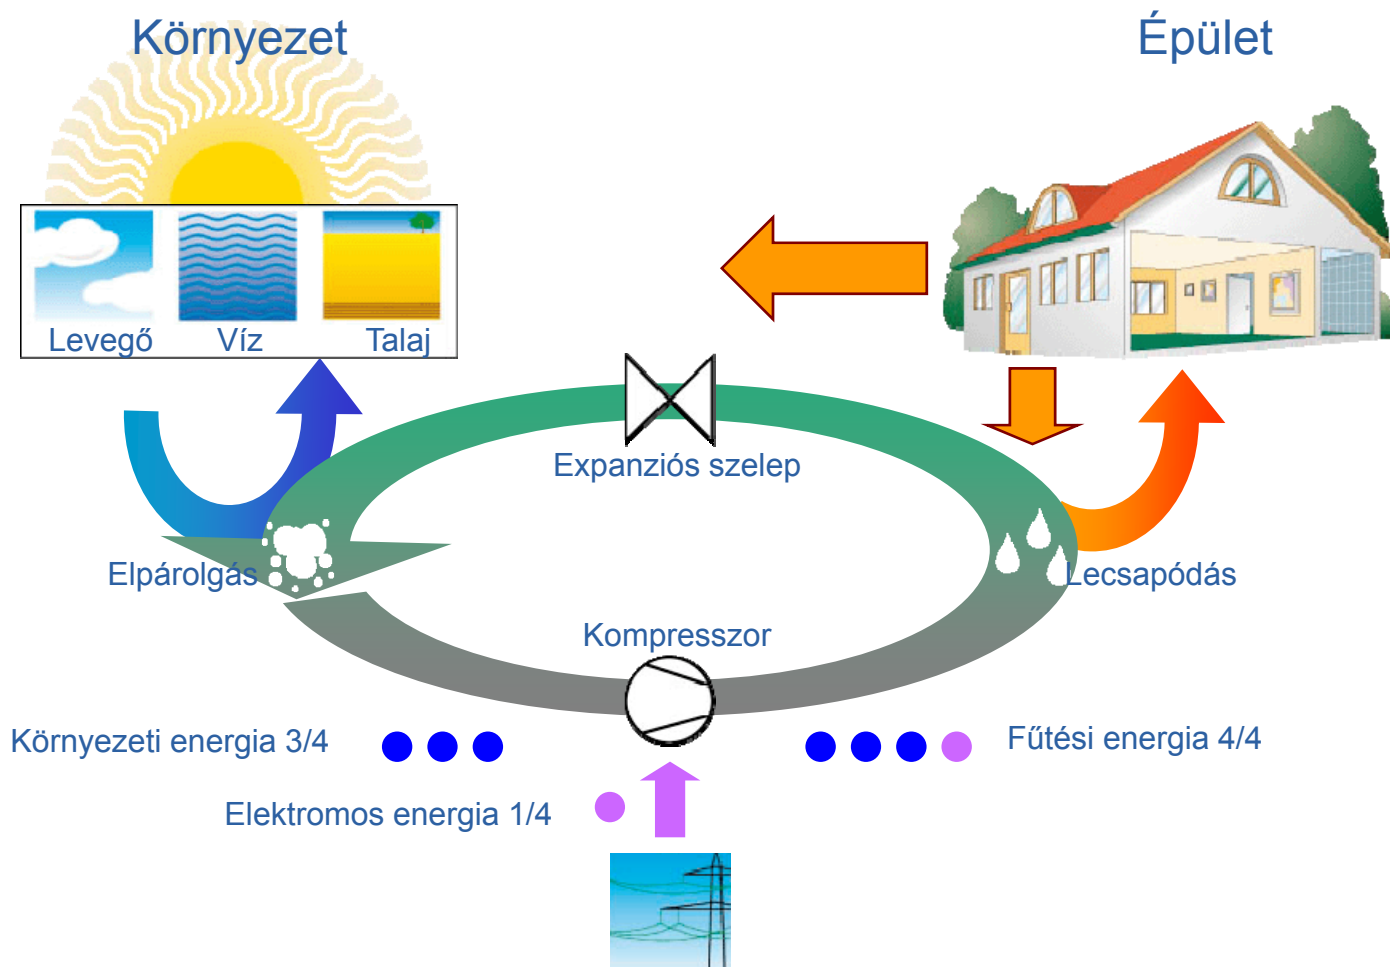 Környezet
Épület
Levegő
Víz
Talaj
Expanziós szelep
Elpárolgás
Lecsapódás
Kompresszor
Környezeti energia 3/4
Fűtési energia 4/4
Elektromos energia 1/4